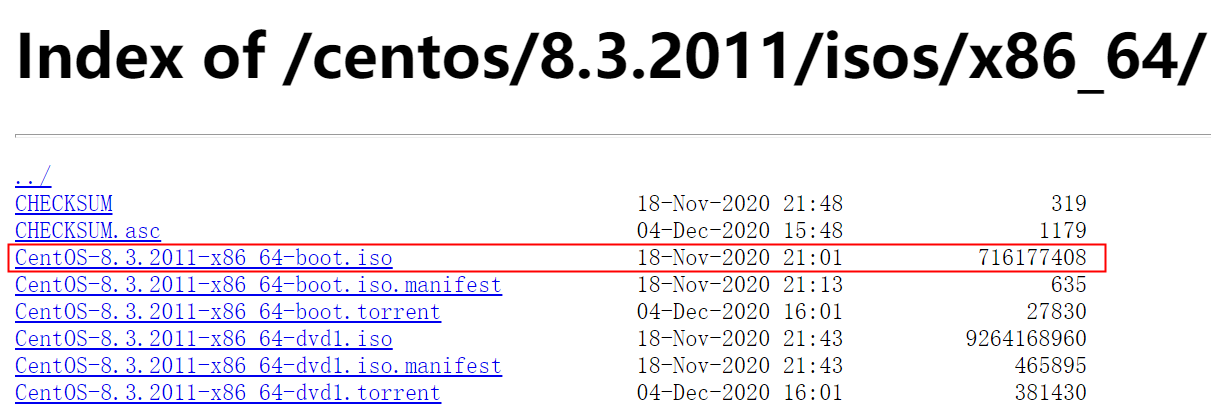 Index of /centos/8.3.2011/isos/x86_64/
../
CHECKSUM 18-Nov-2020 21:48 319
CHECKSUM.asc 04-Dec-2020 15:48 1179
CentOS-8.3.2011-x86_64-boot.iso 18-Nov-2020 21:01 716177408
CentOS-8.3.2011-x86_64-boot.iso.manifest 18-Nov-2020 21:13 635
CentOS-8.3.2011-x86_64-boot.torrent 04-Dec-2020 16:01 27830
CentOS-8.3.2011-x86_64-dvd1.iso 18-Nov-2020 21:43 9264168960
CentOS-8.3.2011-x86_64-dvd1.iso.manifest 18-Nov-2020 21:43 465895
CentOS-8.3.2011-x86_64-dvd1.torrent 04-Dec-2020 16:01 381430